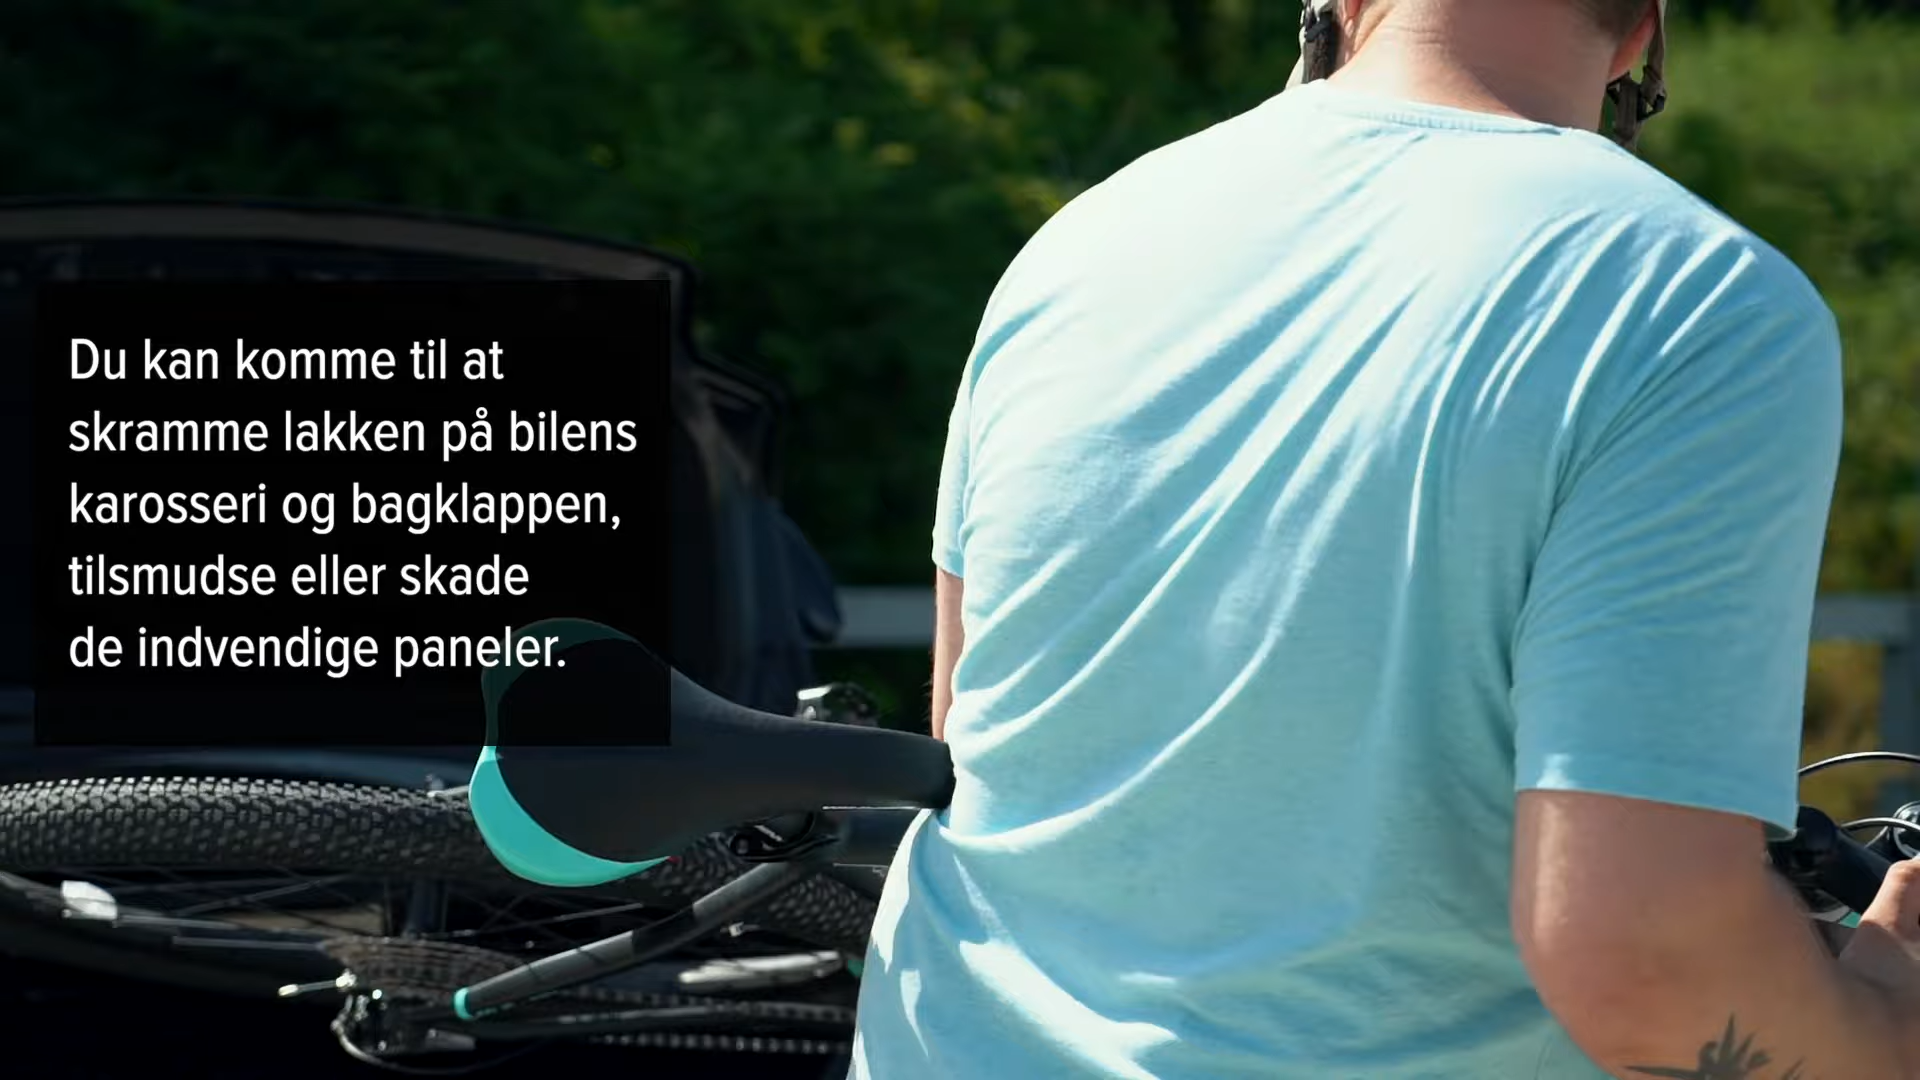 Du kan komme til at
skramme lakken på bilens
karosseri og bagklappen,
tilsmudse eller skade
de indvendige paneler.